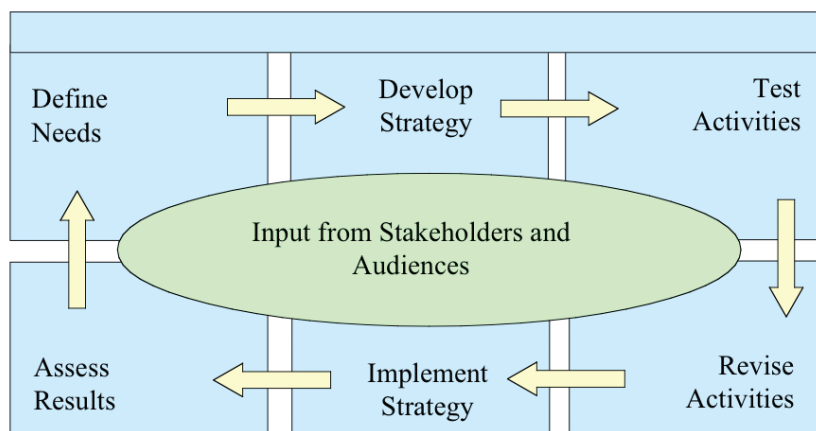 Define
Needs
Develop
Strategy
Test
Activities
Input from Stakeholders and
Audiences
Assess
Results
Implement
Strategy
Revise
Activities